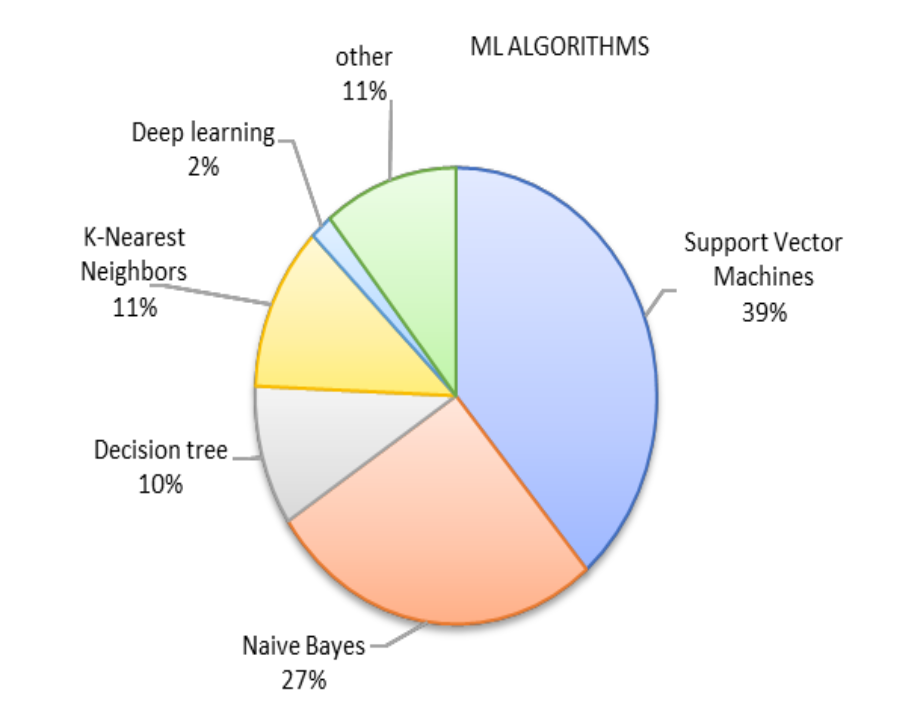 ML ALGORITHMS
other
11%
Deep learning
2%
K-Nearest
Neighbors
11%
Support Vector
Machines
39%
Decision tree
10%
Naive Bayes
27%